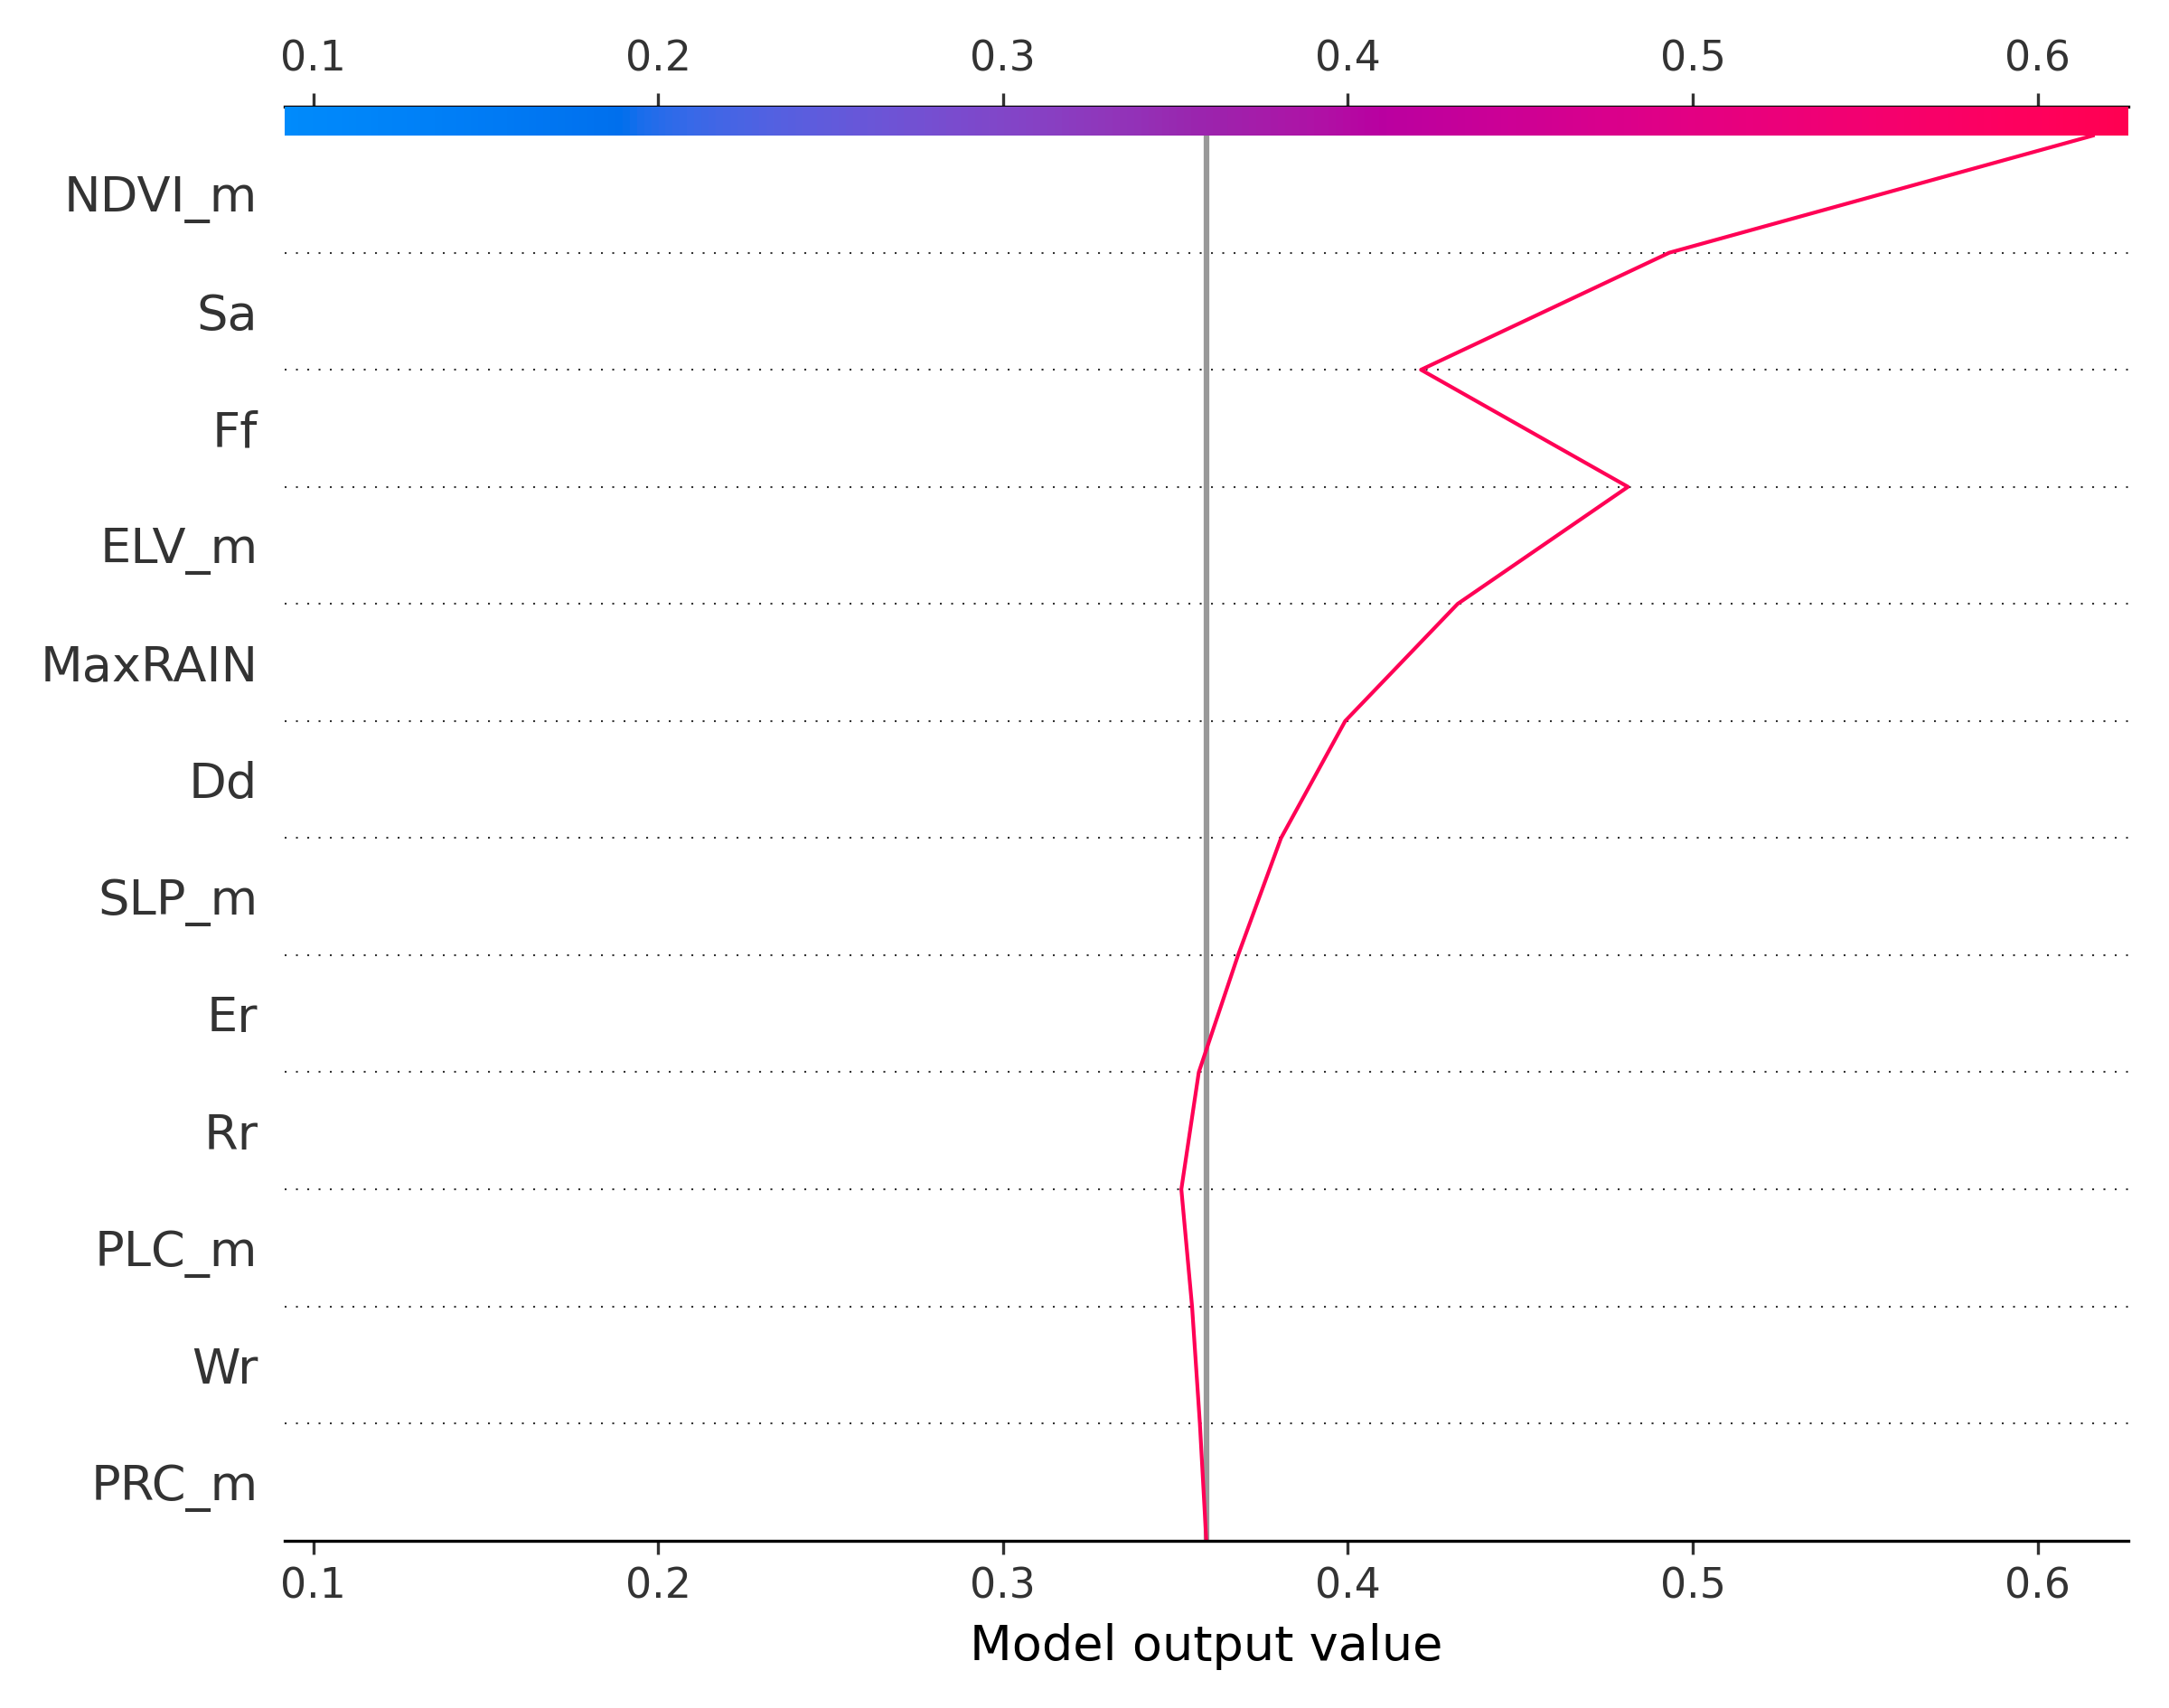 0.1 0.2 0.3 0.4 0.5 0.6
NDVI_m
Sa
Ff
ELV_m
MaxRAIN
Dd
SLP_m
Er
Rr
PLC_m
Wr
PRC_m
0.1 0.2 0.3 0.4 0.5 0.6
Model output value